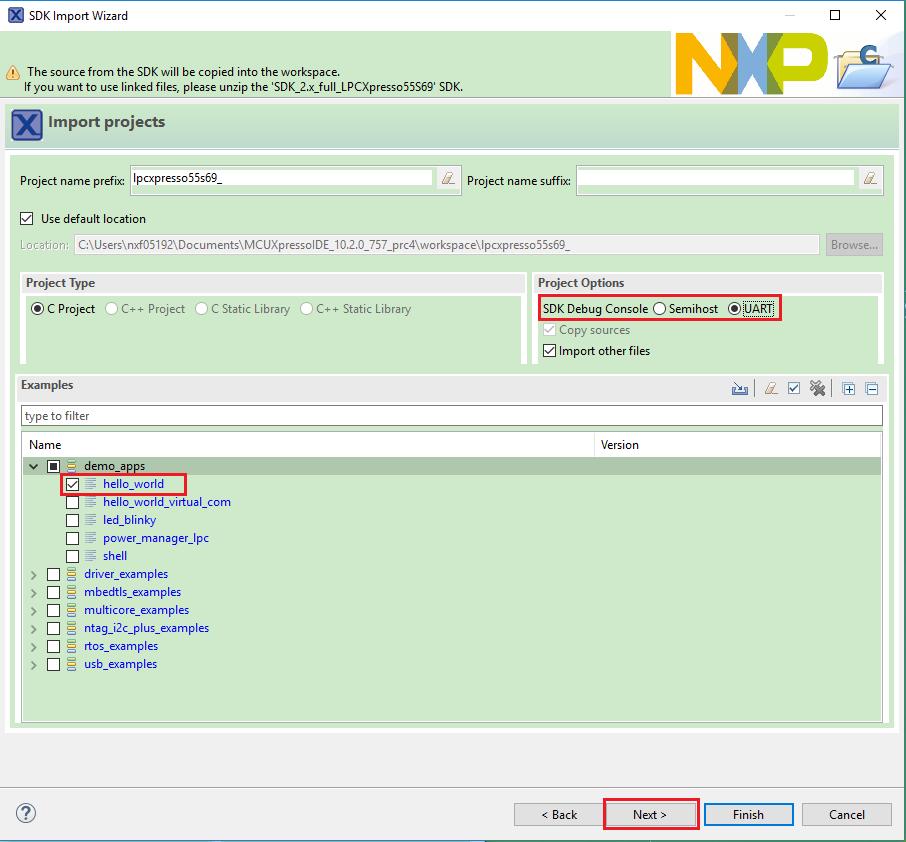 SDK Import Wizard
The source from the SDK will be copied into the workspace.
If you want to use linked files, please unzip the 'SDK_2.x_full_LPCXpresso55S69' SDK.
NXP
C
X Import projects
Project name prefix: lpcxpresso55s69_ Project name suffix:
Use default location
Location: C:\Users\nxf05192\Documents\MCUXpressoIDE_10.2.0_757_prc4\workspace\lpcxpresso55s69_ Browse...
Project Type Project Options
C Project C++ Project C Static Library C++ Static Library SDK Debug Console Semihost UART
Copy sources
Import other files
Examples
type to filter
Name Version
demo_apps
hello_world
hello_world_virtual_com
led_blinky
power_manager_lpc
shell
driver_examples
mbedtls_examples
multicore_examples
ntag_i2c_plus_examples
rtos_examples
usb_examples
? < Back Next > Finish Cancel